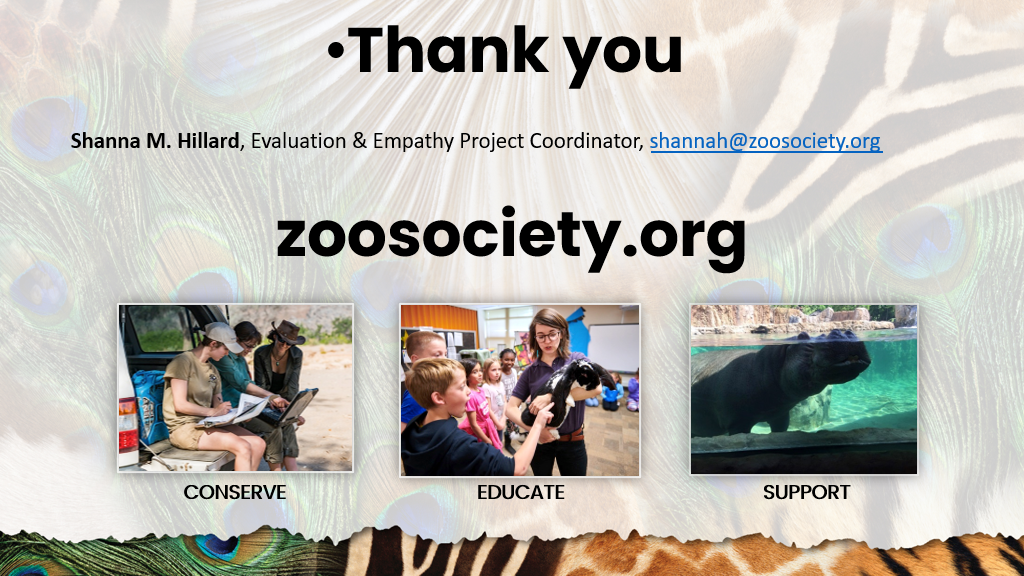 •Thank you
Shanna M. Hillard, Evaluation & Empathy Project Coordinator, shannah@zoosociety.org
zoosociety.org
CONSERVE
EDUCATE
SUPPORT